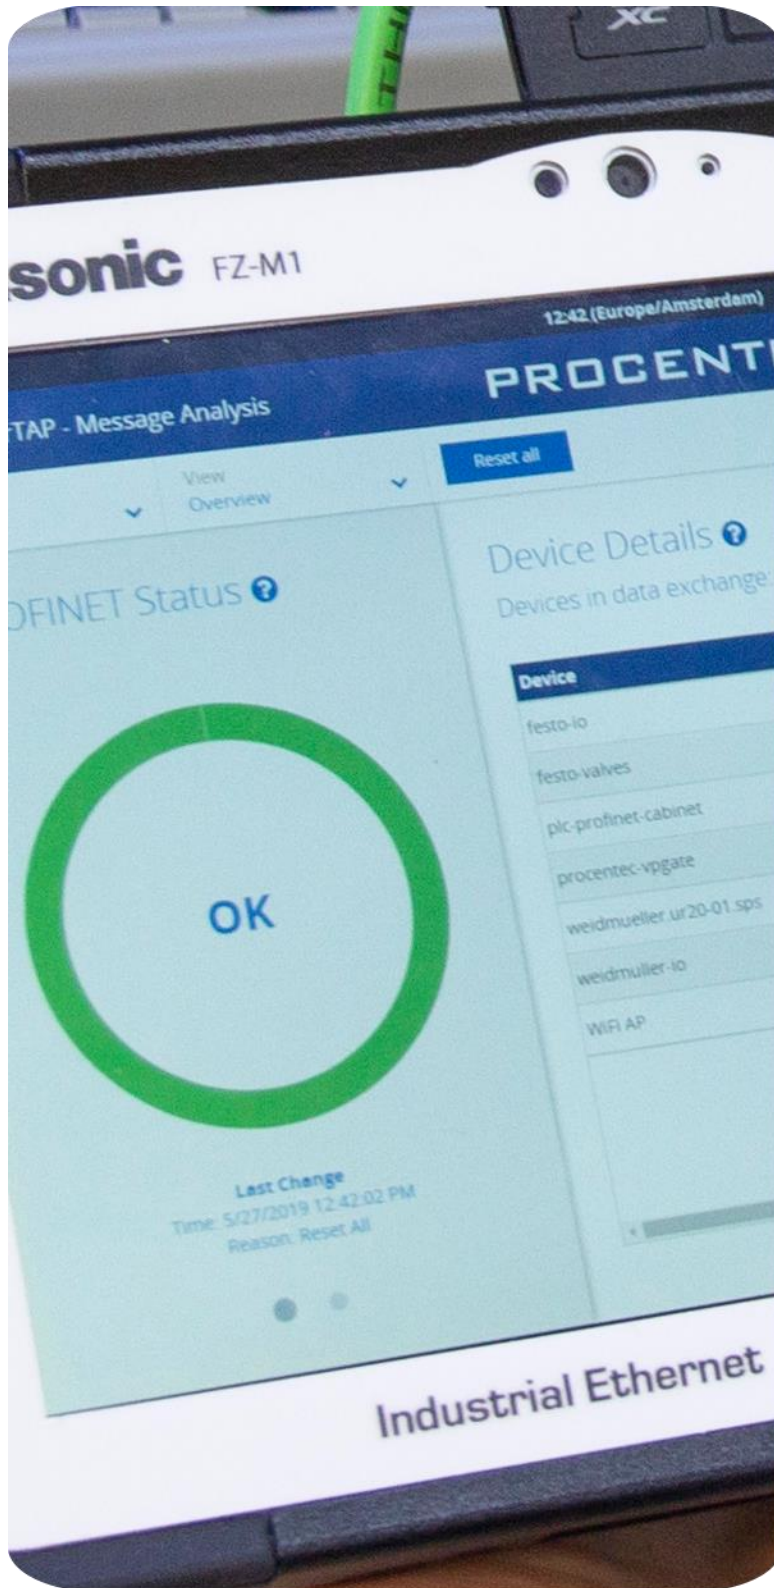 XC
sonic FZ-M1
12:42 (Europe/Amsterdam)
TAP - Message Analysis
PROCENT
View
Overview
Reset all
OFINET Status ?
Device Details ?
Devices in data exchange:
Device
festo-io
festo-valves
plc-profinet-cabinet
procentec-vpgate
weidmueller.ur20-01.sps
weidmuller-io
WiFi AP
OK
Last Change
Time: 5/27/2019 12:42:02 PM
Reason: Reset All
Industrial Ethernet